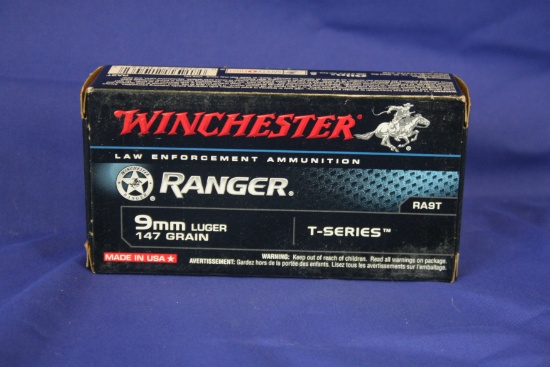 WINCHESTER
LAW ENFORCEMENT AMMUNITION
RANGER.
RA9T
9mm LUGER
147 GRAIN
T-SERIES™
MADE IN USA
WARNING: Keep out of reach of children. Read all warnings on package.
AVERTISSEMENT: Gardez hors de la portée des enfants. Lisez tous les avertissements sur l'emballage.